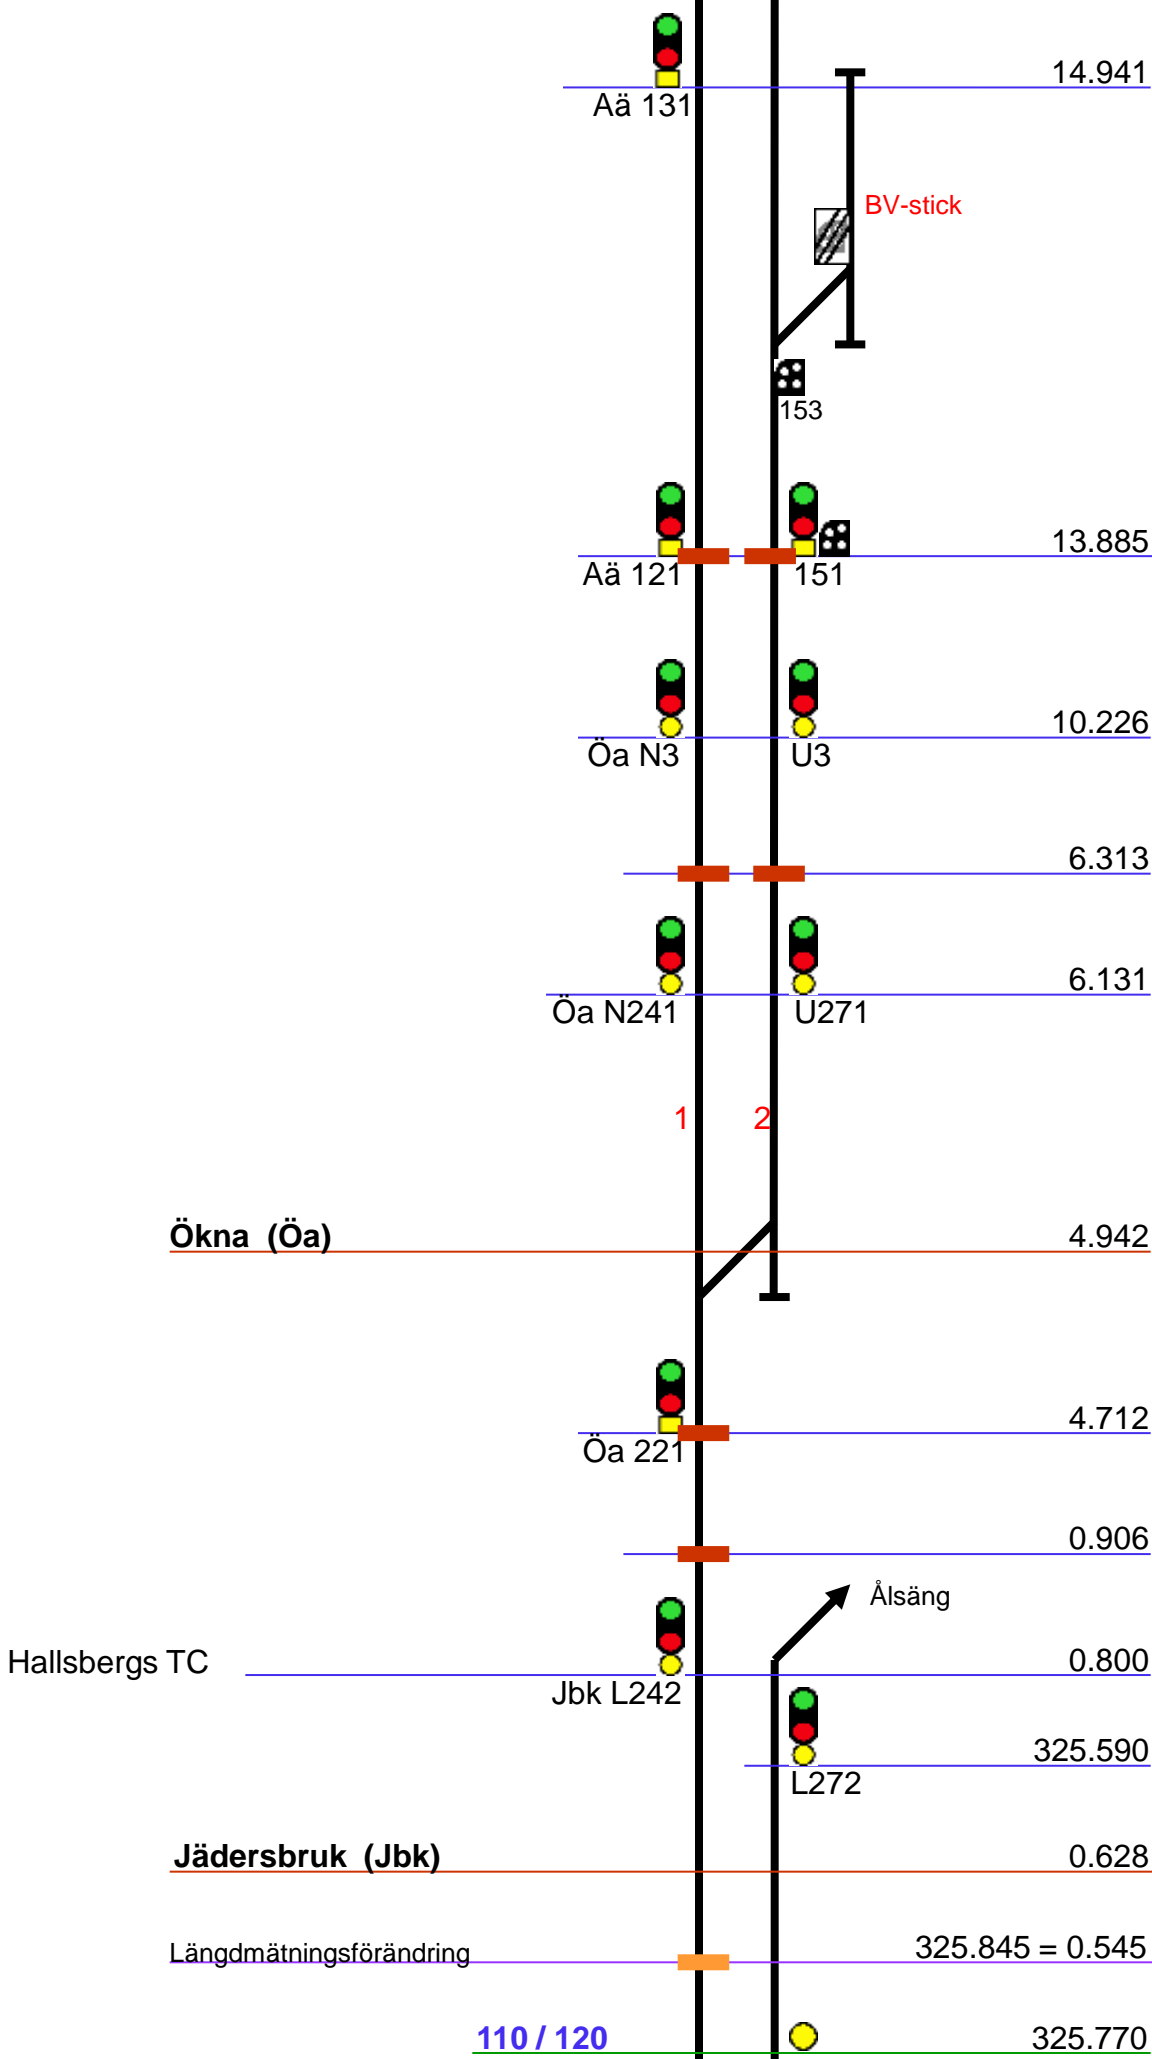 14.941
Aä 131
BV-stick
153
13.885
Aä 121 151
10.226
Öa N3 U3
6.313
6.131
Öa N241 U271
1 2
Ökna (Öa) 4.942
4.712
Öa 221
0.906
Ålsäng
Hallsbergs TC 0.800
Jbk L242
325.590
L272
Jädersbruk (Jbk) 0.628
Längdmätningsförändring 325.845 = 0.545
110 / 120 325.770